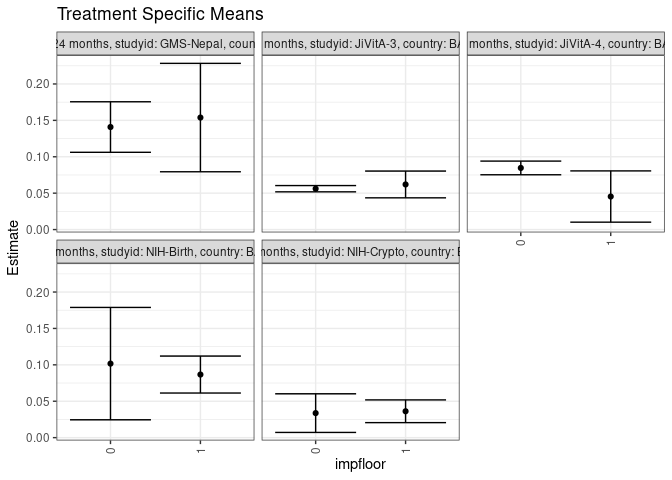 Treatment Specific Means
24 months, studyid: GMS-Nepal, coun
months, studyid: JiVitA-3, country: BA
months, studyid: JiVitA-4, country: BA
0.20
0.15
0.10
0.05
0.00
0
1
months, studyid: NIH-Birth, country: BA
months, studyid: NIH-Crypto, country: B
0.20
0.15
0.10
0.05
0.00
0
1
0
1
Estimate
impfloor